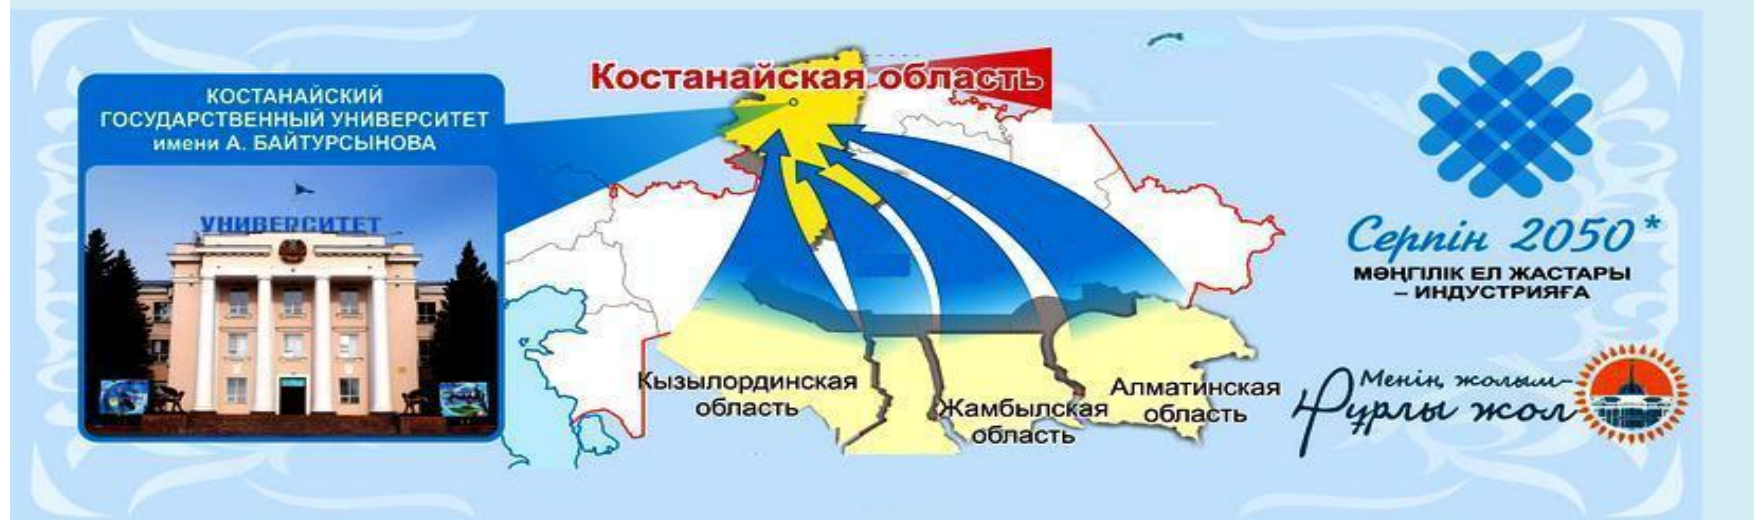 КОСТАНАЙСКИЙ
ГОСУДАРСТВЕННЫЙ УНИВЕРСИТЕТ
имени А. БАЙТУРСЫНОВА
УНИВЕРСИТЕТ
Костанайская область
Кызылординская
область
Жамбылская
область
Алматинская
область
Серпін 2050*
МӘҢГІЛІК ЕЛ ЖАСТАРЫ
– ИНДУСТРИЯҒА
Менің жолым–
Нұрлы жол